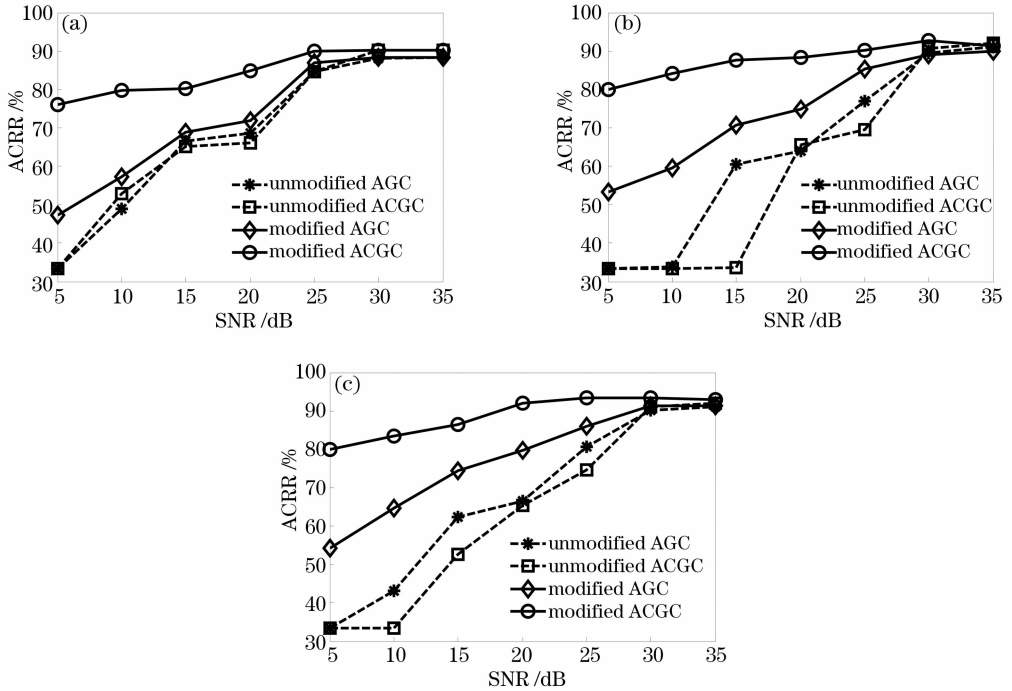 (a)
ACRR /%
100
90
80
70
60
50
40
30
5 10 15 20 25 30 35
SNR /dB
unmodified AGC
unmodified ACGC
modified AGC
modified ACGC
(b)
ACRR /%
100
90
80
70
60
50
40
30
5 10 15 20 25 30 35
SNR /dB
unmodified AGC
unmodified ACGC
modified AGC
modified ACGC
(c)
ACRR /%
100
90
80
70
60
50
40
30
5 10 15 20 25 30 35
SNR /dB
unmodified AGC
unmodified ACGC
modified AGC
modified ACGC